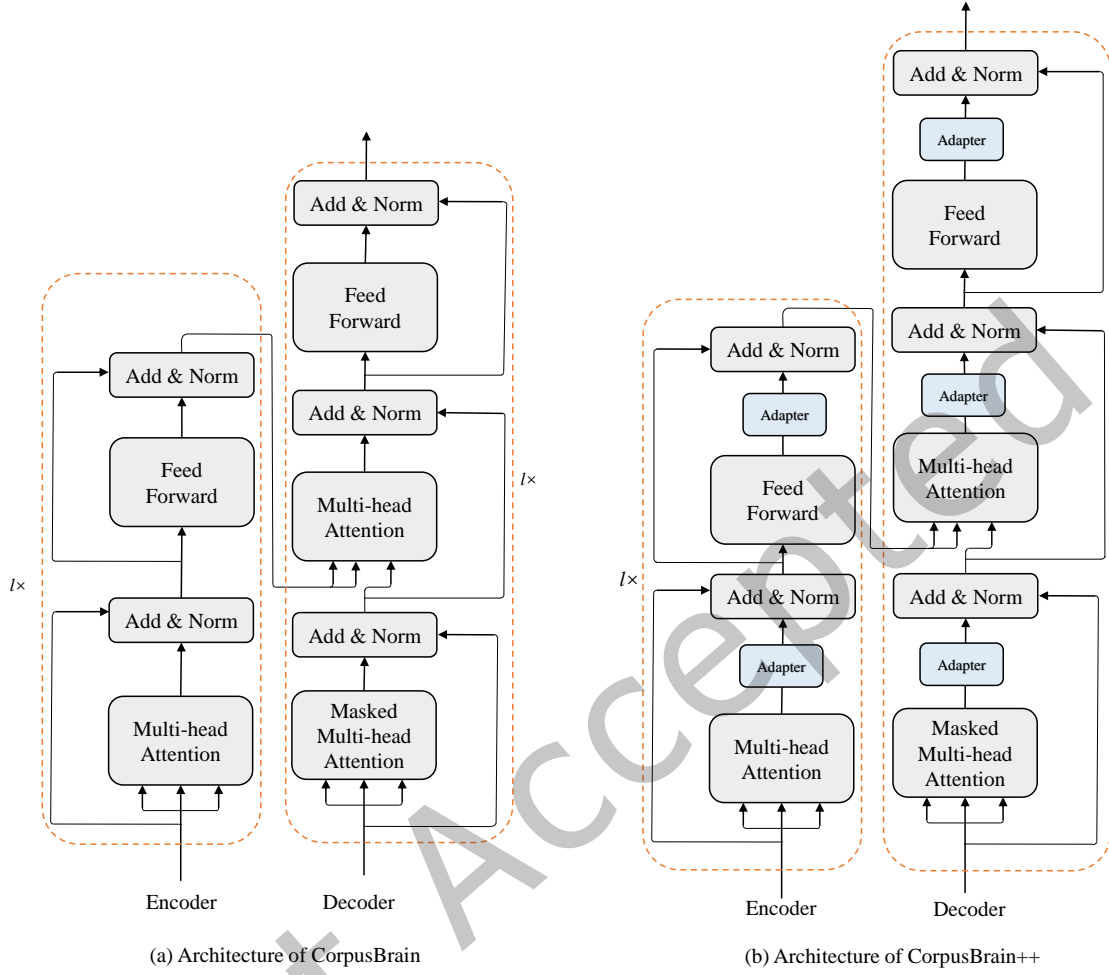 Add & Norm
Feed
Forward
Add & Norm
Multi-head
Attention
Add & Norm
Masked
Multi-head
Attention
Add & Norm
Feed
Forward
Add & Norm
Multi-head
Attention
l×
l×
Encoder
Decoder
(a) Architecture of CorpusBrain
Add & Norm
Adapter
Feed
Forward
Add & Norm
Adapter
Multi-head
Attention
Add & Norm
Adapter
Masked
Multi-head
Attention
Add & Norm
Adapter
Feed
Forward
Add & Norm
Adapter
Multi-head
Attention
l×
Encoder
Decoder
(b) Architecture of CorpusBrain++
Accepted